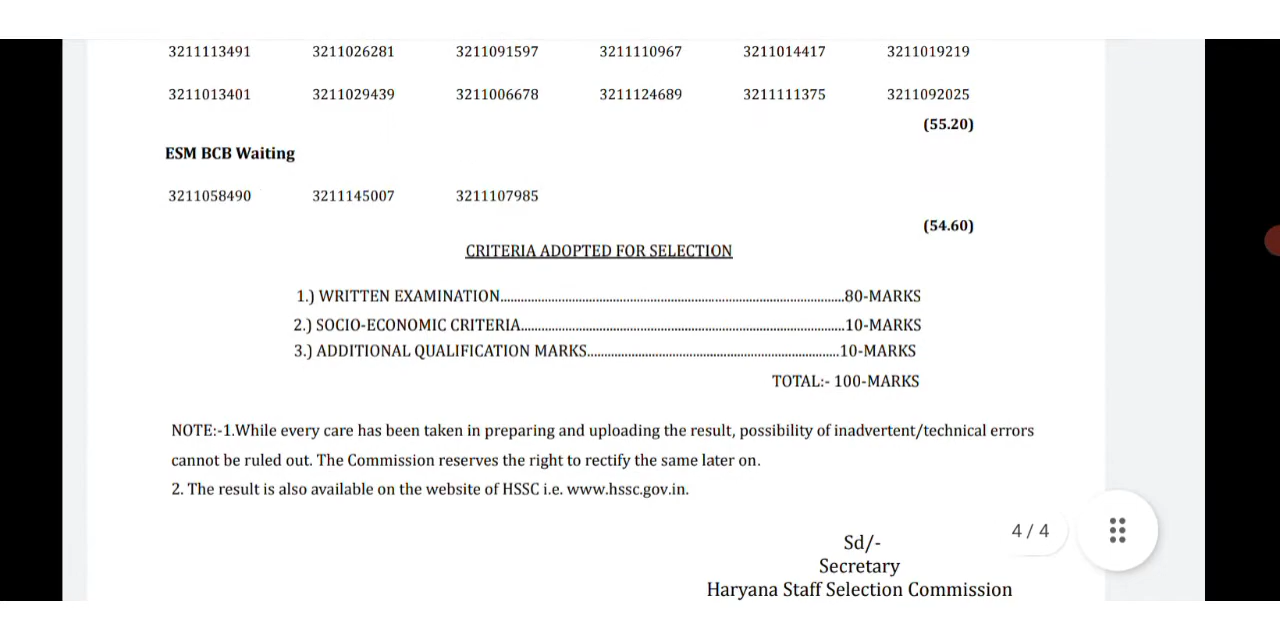 3211113491 3211026281 3211091597 3211110967 3211014417 3211019219
3211013401 3211029439 3211006678 3211124689 3211111375 3211092025
(55.20)
ESM BCB Waiting
3211058490 3211145007 3211107985
(54.60)
CRITERIA ADOPTED FOR SELECTION
1.) WRITTEN EXAMINATION..........................................................................................................80-MARKS
2.) SOCIO-ECONOMIC CRITERIA....................................................................................................10-MARKS
3.) ADDITIONAL QUALIFICATION MARKS..............................................................................10-MARKS
TOTAL:- 100-MARKS
NOTE:-1.While every care has been taken in preparing and uploading the result, possibility of inadvertent/technical errors
cannot be ruled out. The Commission reserves the right to rectify the same later on.
2. The result is also available on the website of HSSC i.e. www.hssc.gov.in.
4 / 4
Sd/-
Secretary
Haryana Staff Selection Commission